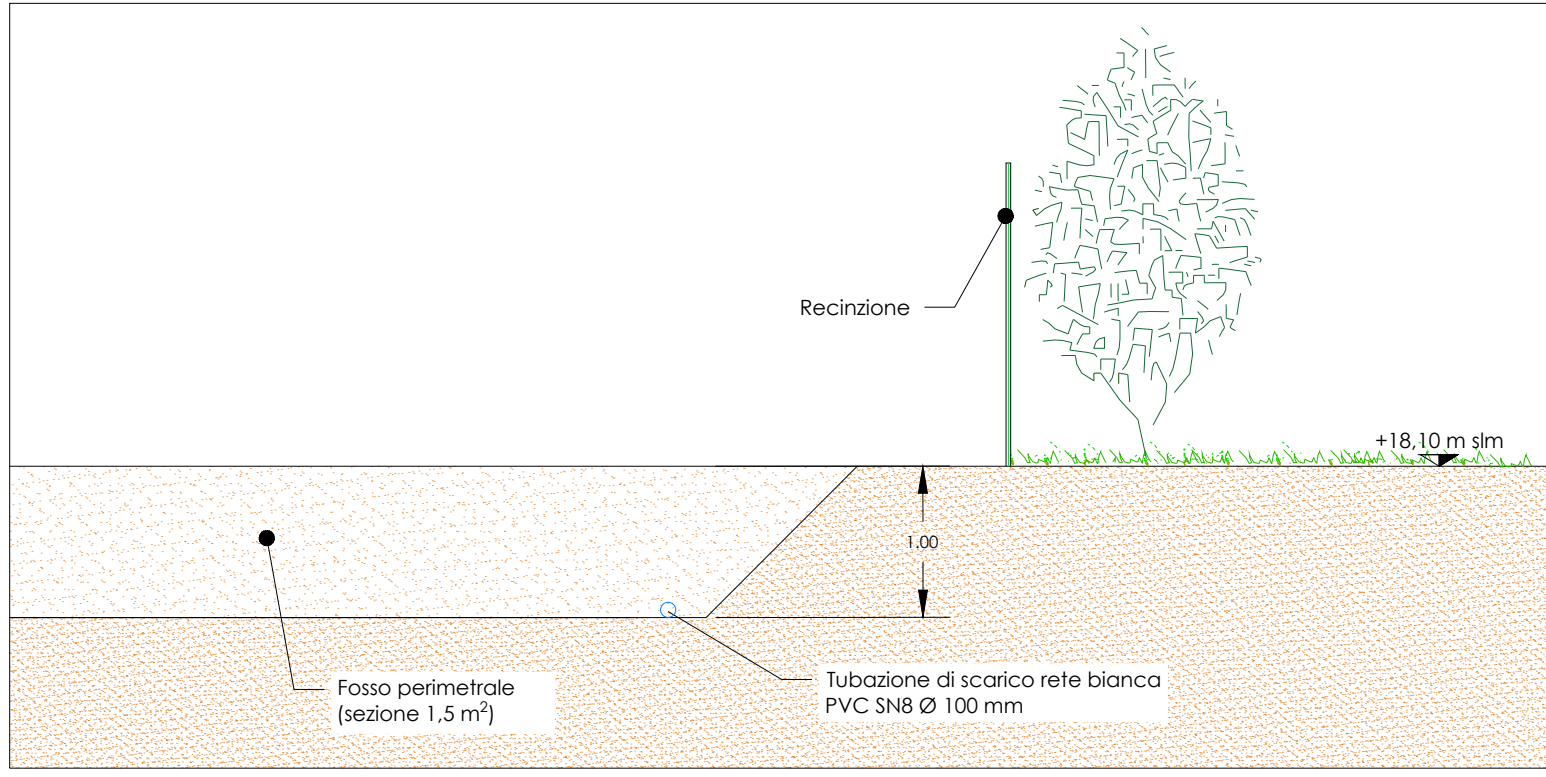 Recinzione
+18,10 m slm
1.00
Fosso perimetrale
(sezione 1,5 m²)
Tubazione di scarico rete bianca
PVC SN8 Ø 100 mm